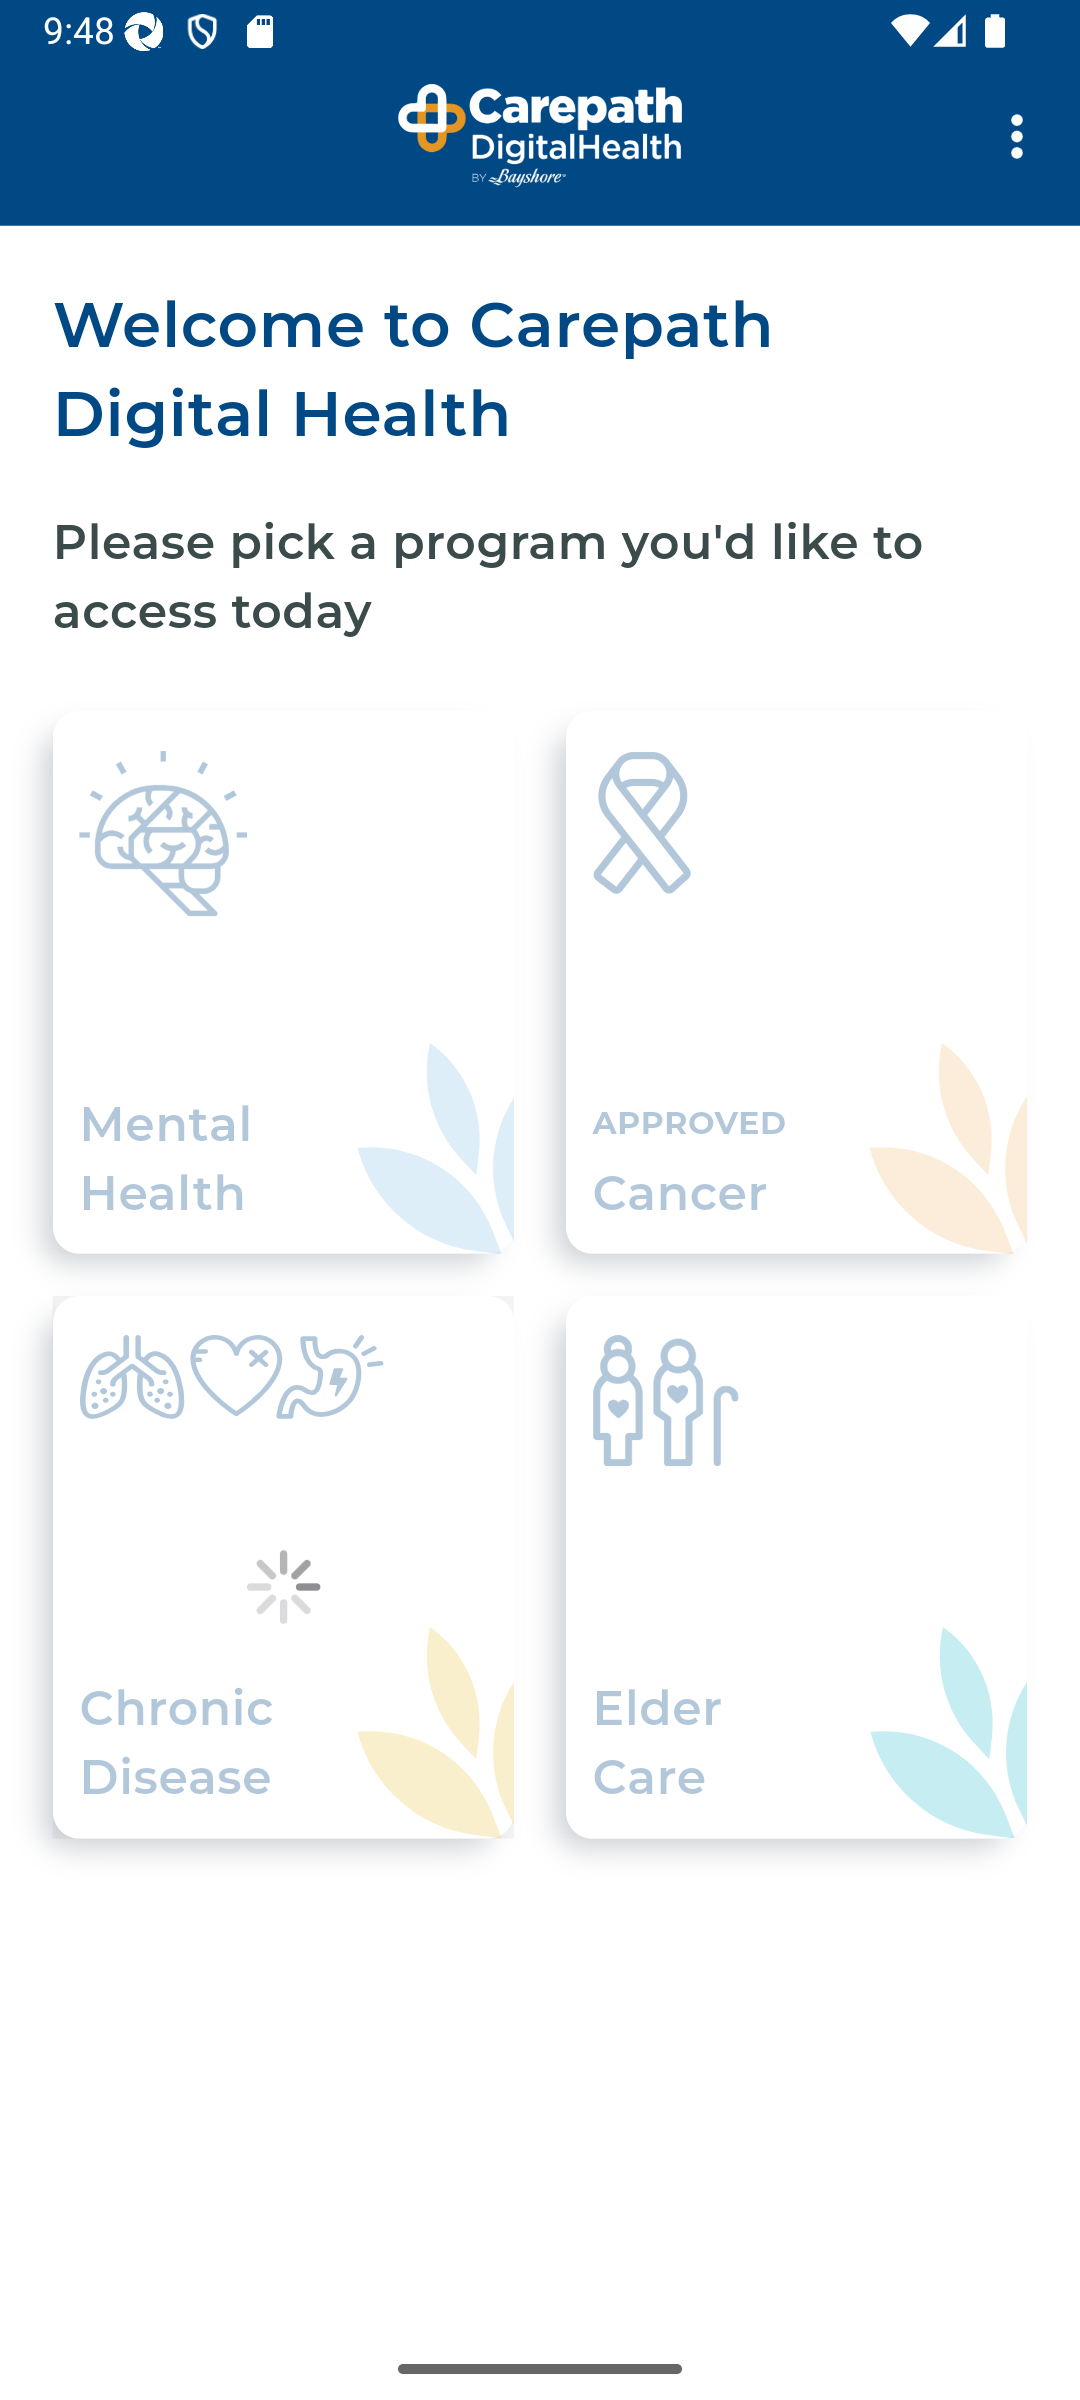 9:48
Carepath
DigitalHealth
BY Bayshore
Welcome to Carepath
Digital Health
Please pick a program you'd like to
access today
Mental
Health
APPROVED
Cancer
Chronic
Disease
Elder
Care